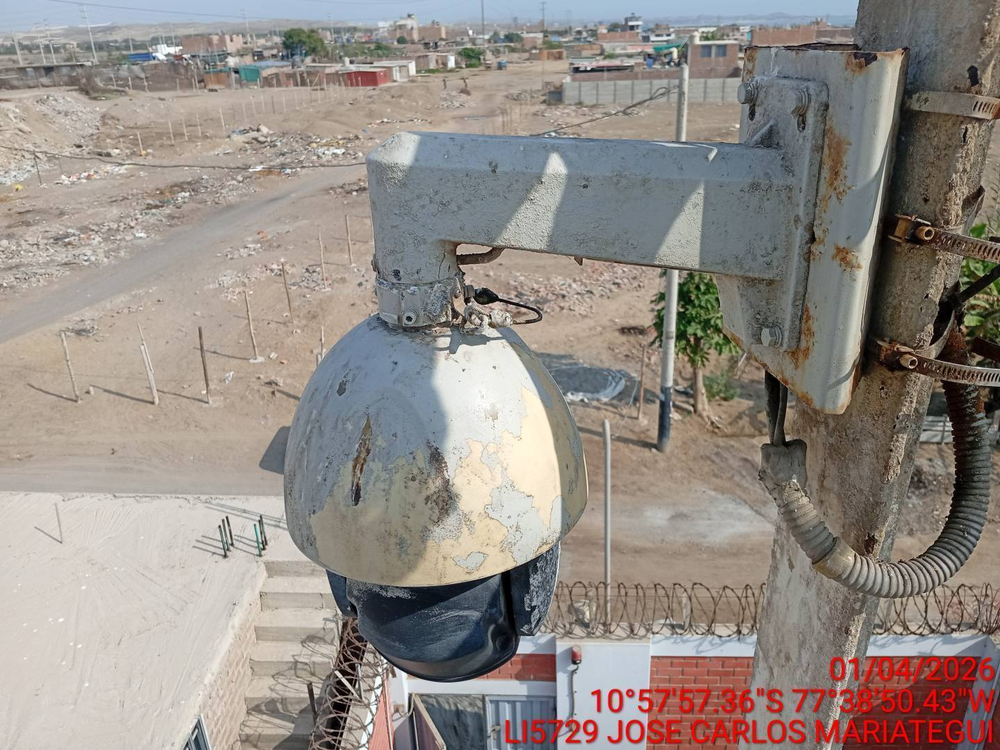 01/04/2026
10°57'57.36"S 77°38'50.43"W
LI5729 JOSE CARLOS MARIATEGUI